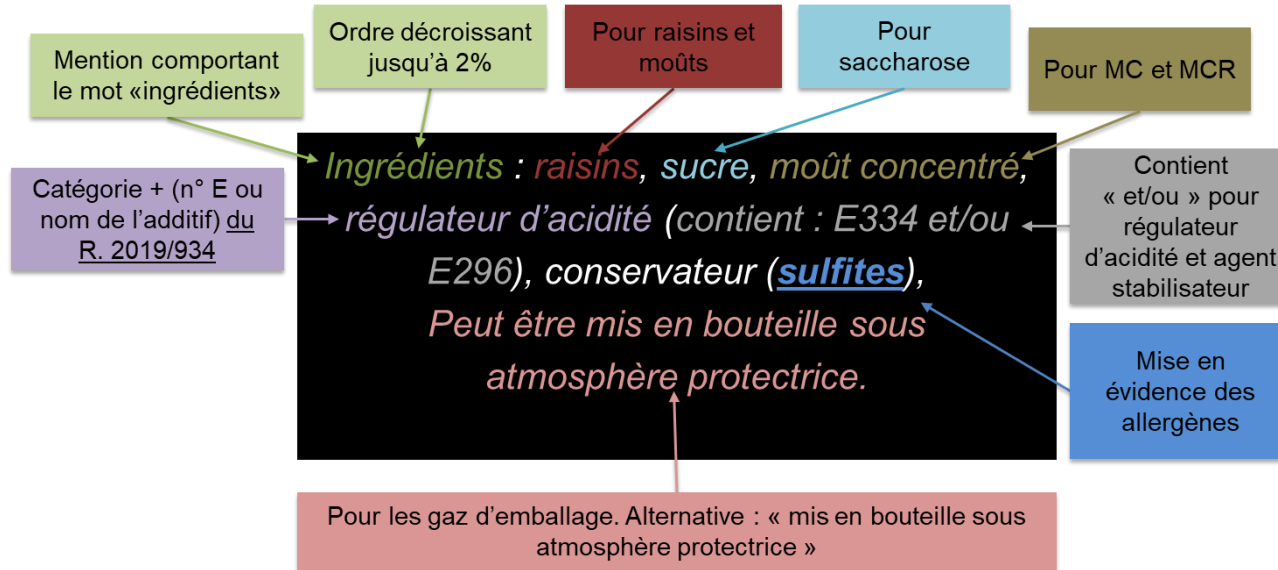 Ordre décroissant
jusqu'à 2%
Pour raisins et
moûts
Pour
saccharose
Mention comportant
le mot «ingrédients»
Pour MC et MCR
Ingrédients : raisins, sucre, moût concentré,
régulateur d'acidité (contient : E334 et/ou
E296), conservateur (sulfites),
Peut être mis en bouteille sous
atmosphère protectrice.
Catégorie + (n° E ou
nom de l'additif) du
R. 2019/934
Contient
« et/ou » pour
régulateur
d'acidité et agent
stabilisateur
Mise en
évidence des
allergènes
Pour les gaz d'emballage. Alternative : « mis en bouteille sous
atmosphère protectrice »